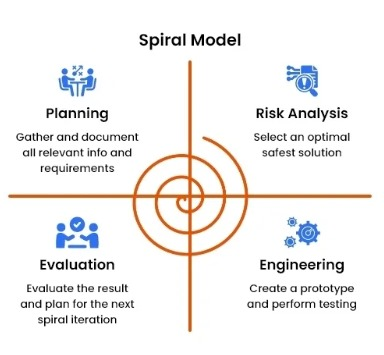 Spiral Model
Planning
Gather and document
all relevant info and
requirements
Risk Analysis
Select an optimal
safest solution
Evaluation
Evaluate the result
and plan for the next
spiral iteration
Engineering
Create a prototype
and perform testing